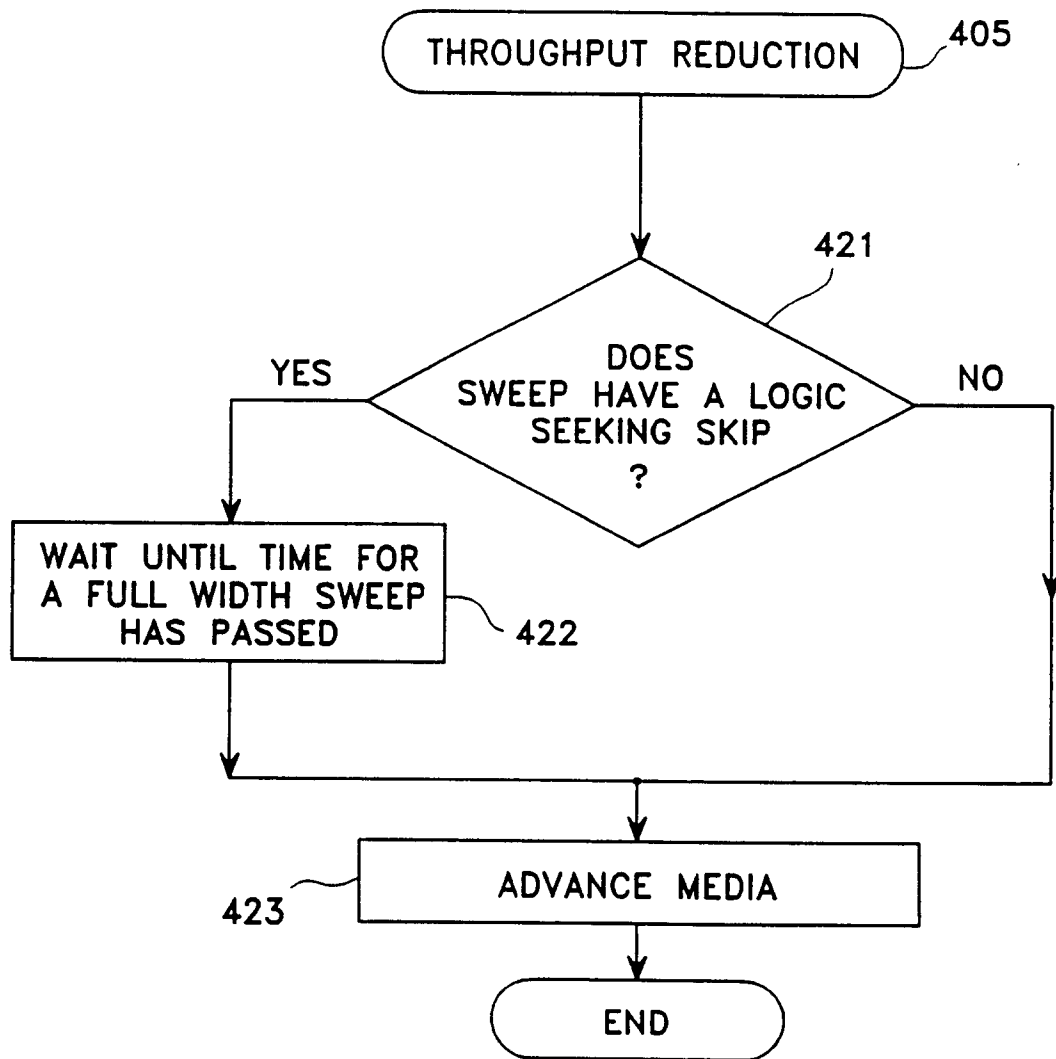 THROUGHPUT REDUCTION
405
421
DOES
SWEEP HAVE A LOGIC
SEEKING SKIP
?
YES
NO
WAIT UNTIL TIME FOR
A FULL WIDTH SWEEP
HAS PASSED
422
ADVANCE MEDIA
423
END